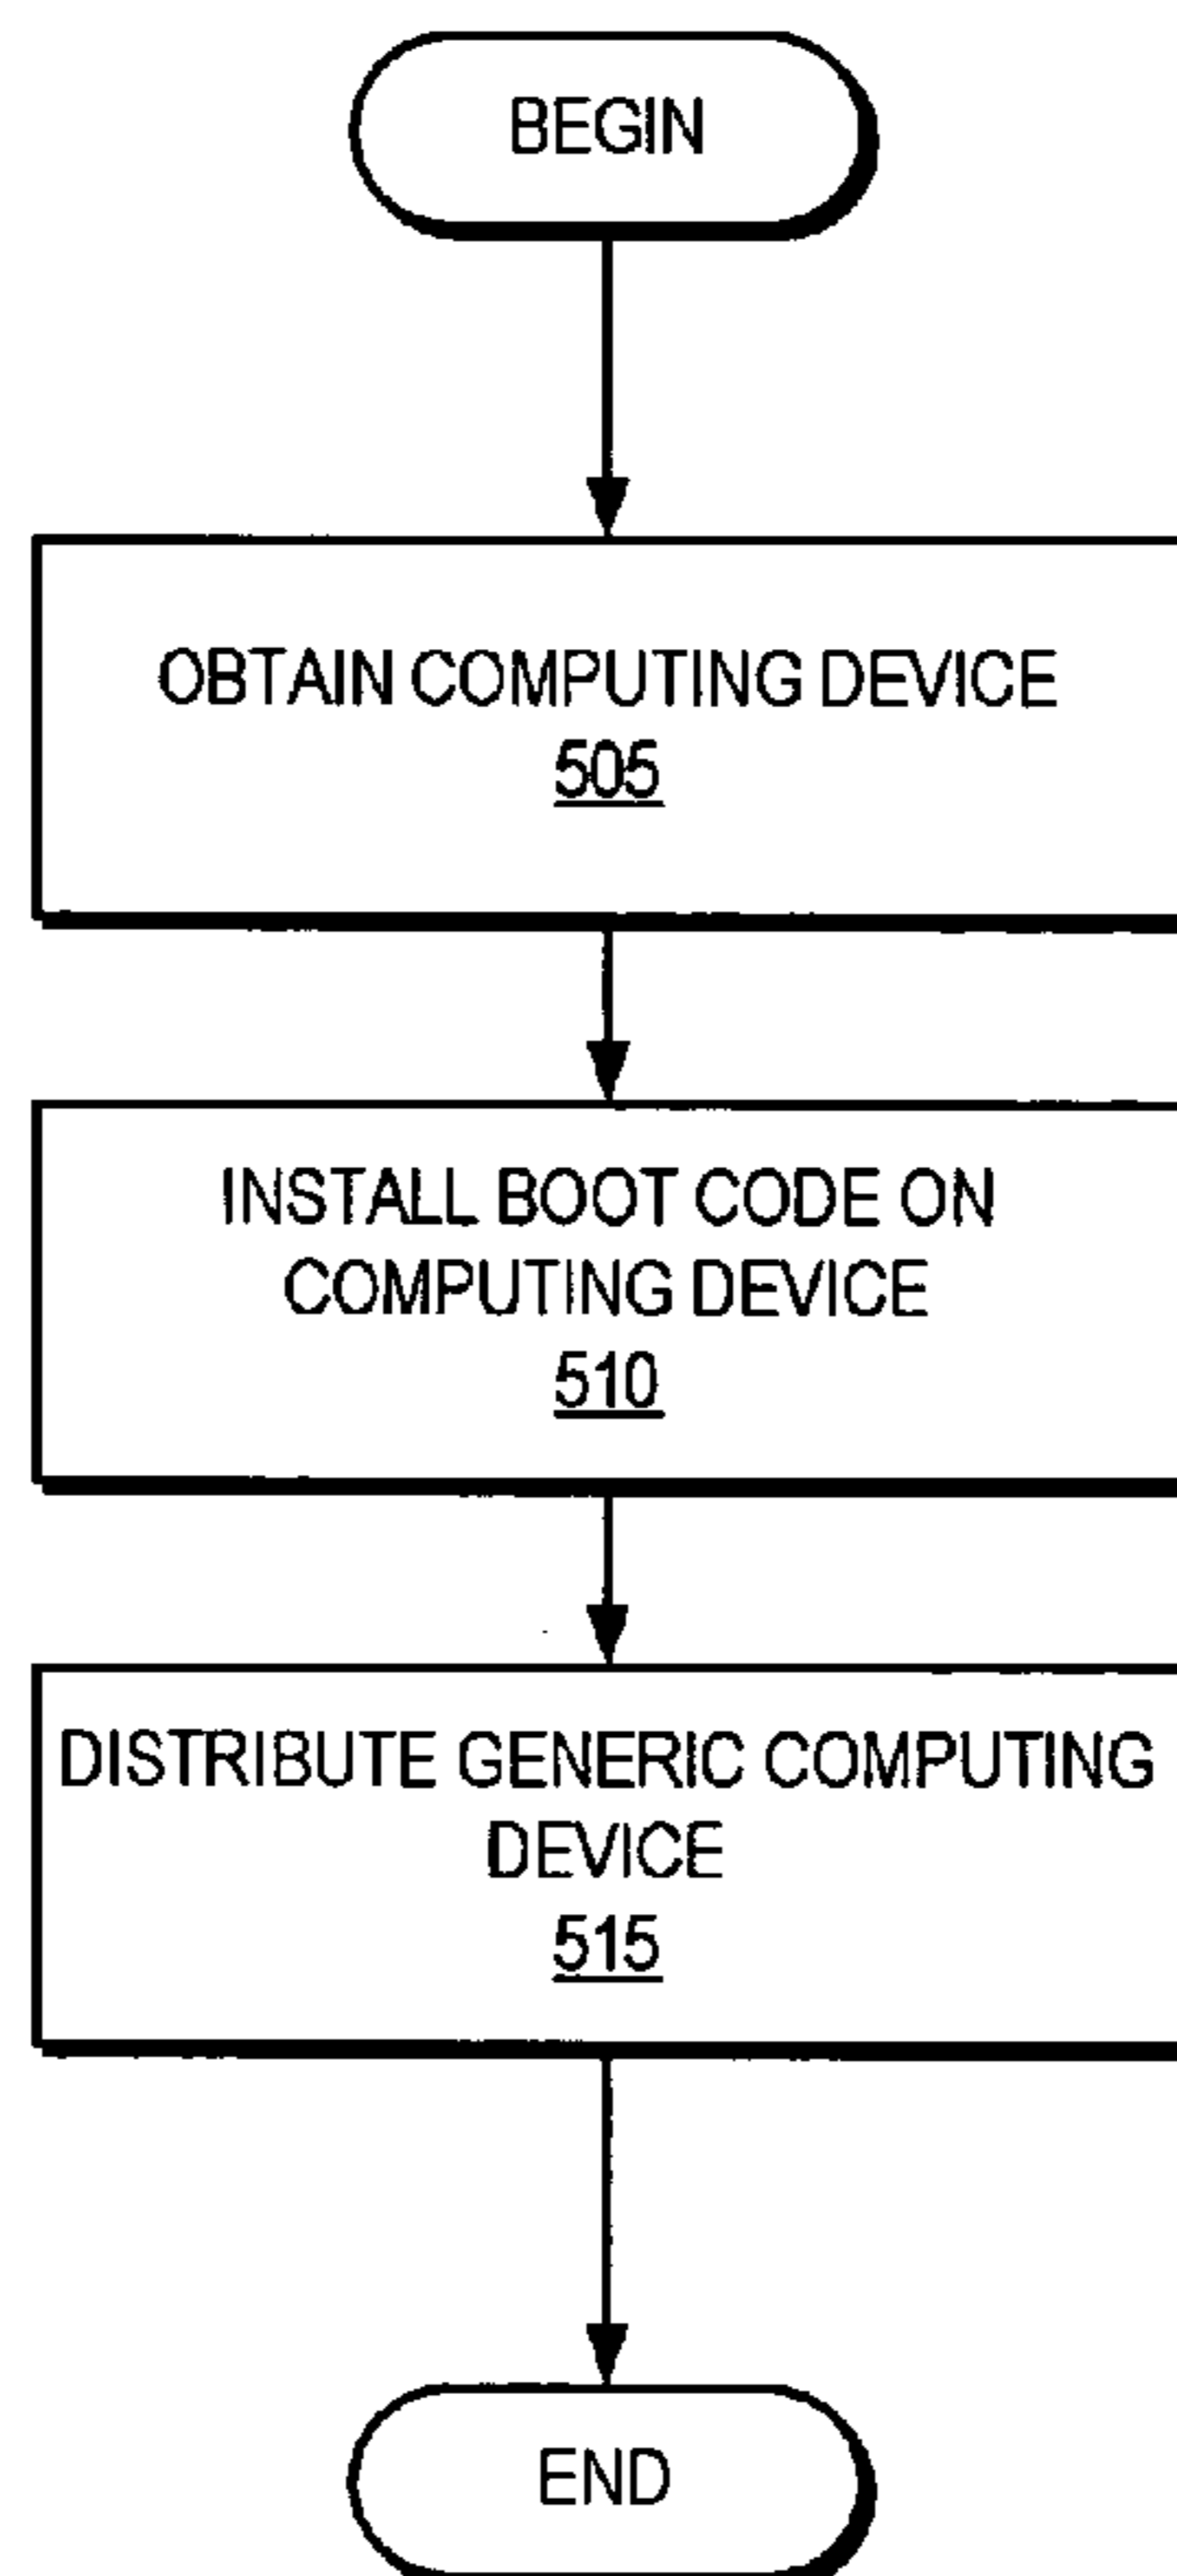 BEGIN
OBTAIN COMPUTING DEVICE
505
INSTALL BOOT CODE ON
COMPUTING DEVICE
510
DISTRIBUTE GENERIC COMPUTING
DEVICE
515
END